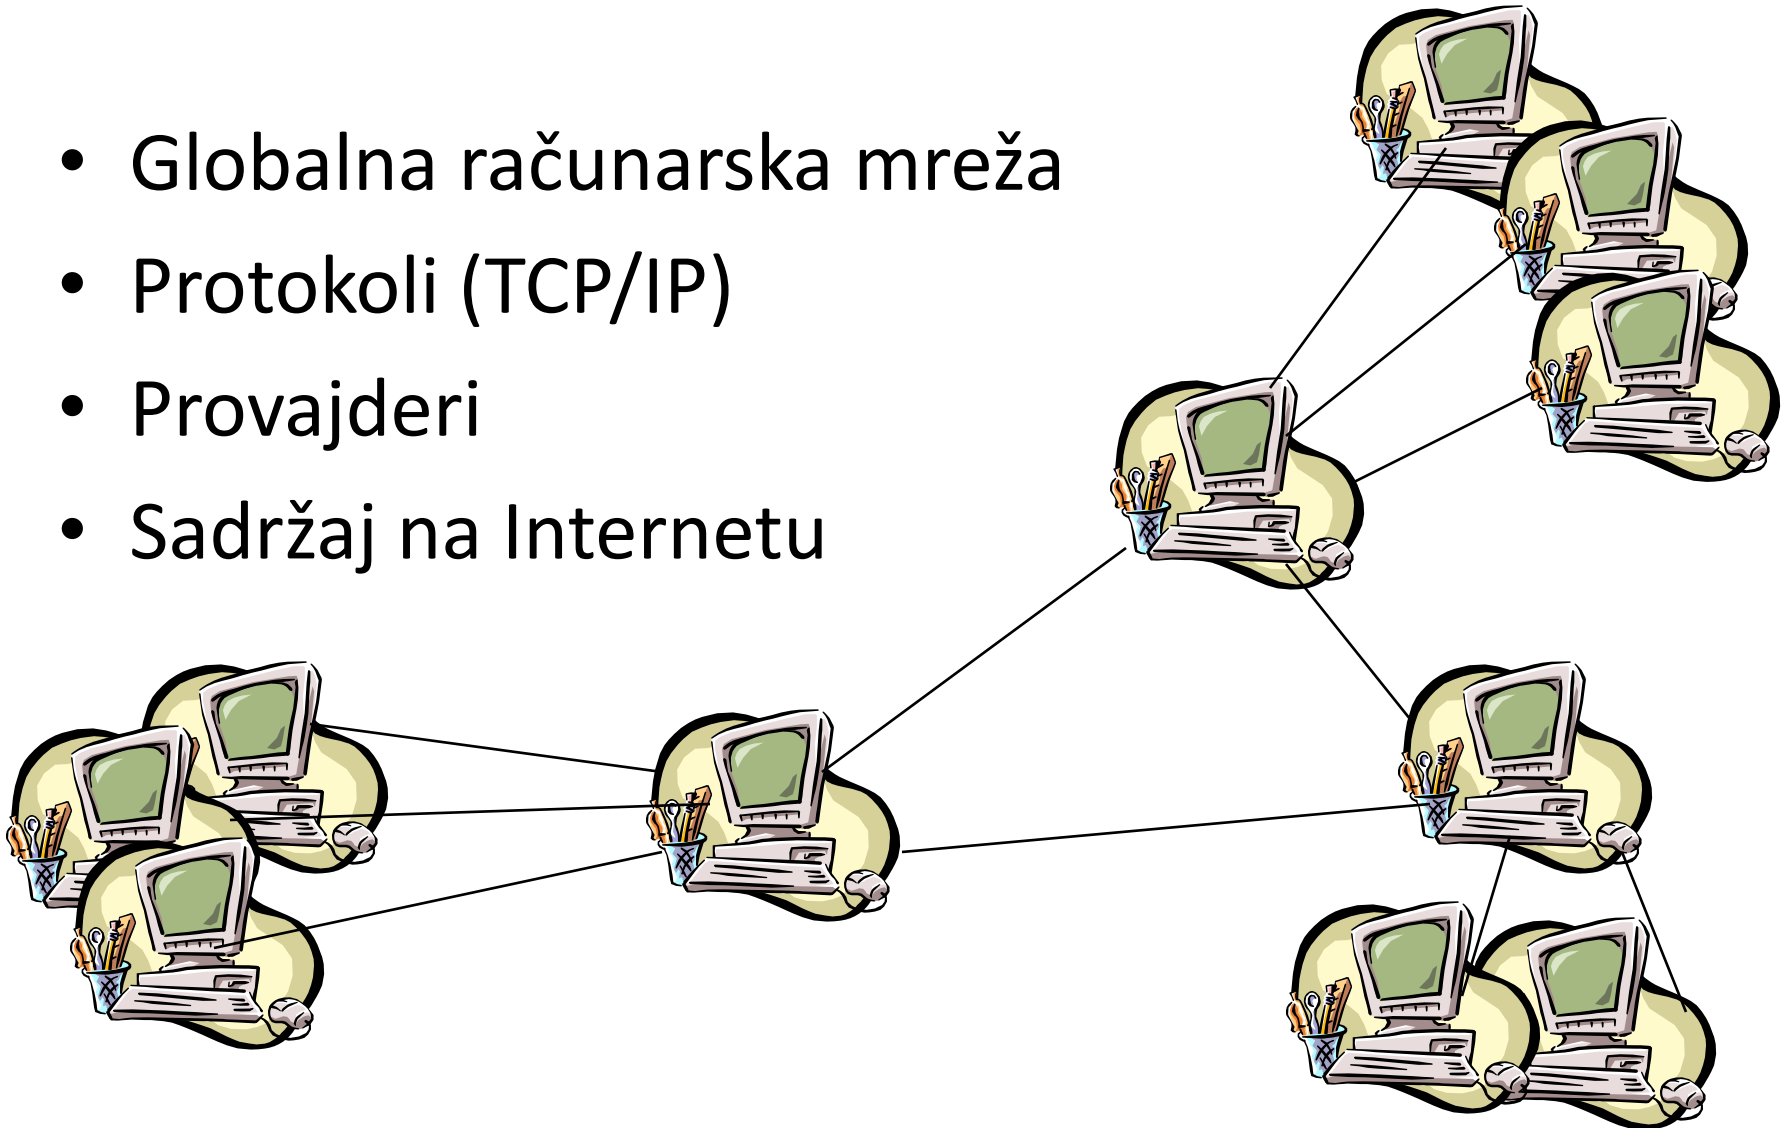 • Globalna računarska mreža
• Protokoli (TCP/IP)
• Provajderi
• Sadržaj na Internetu